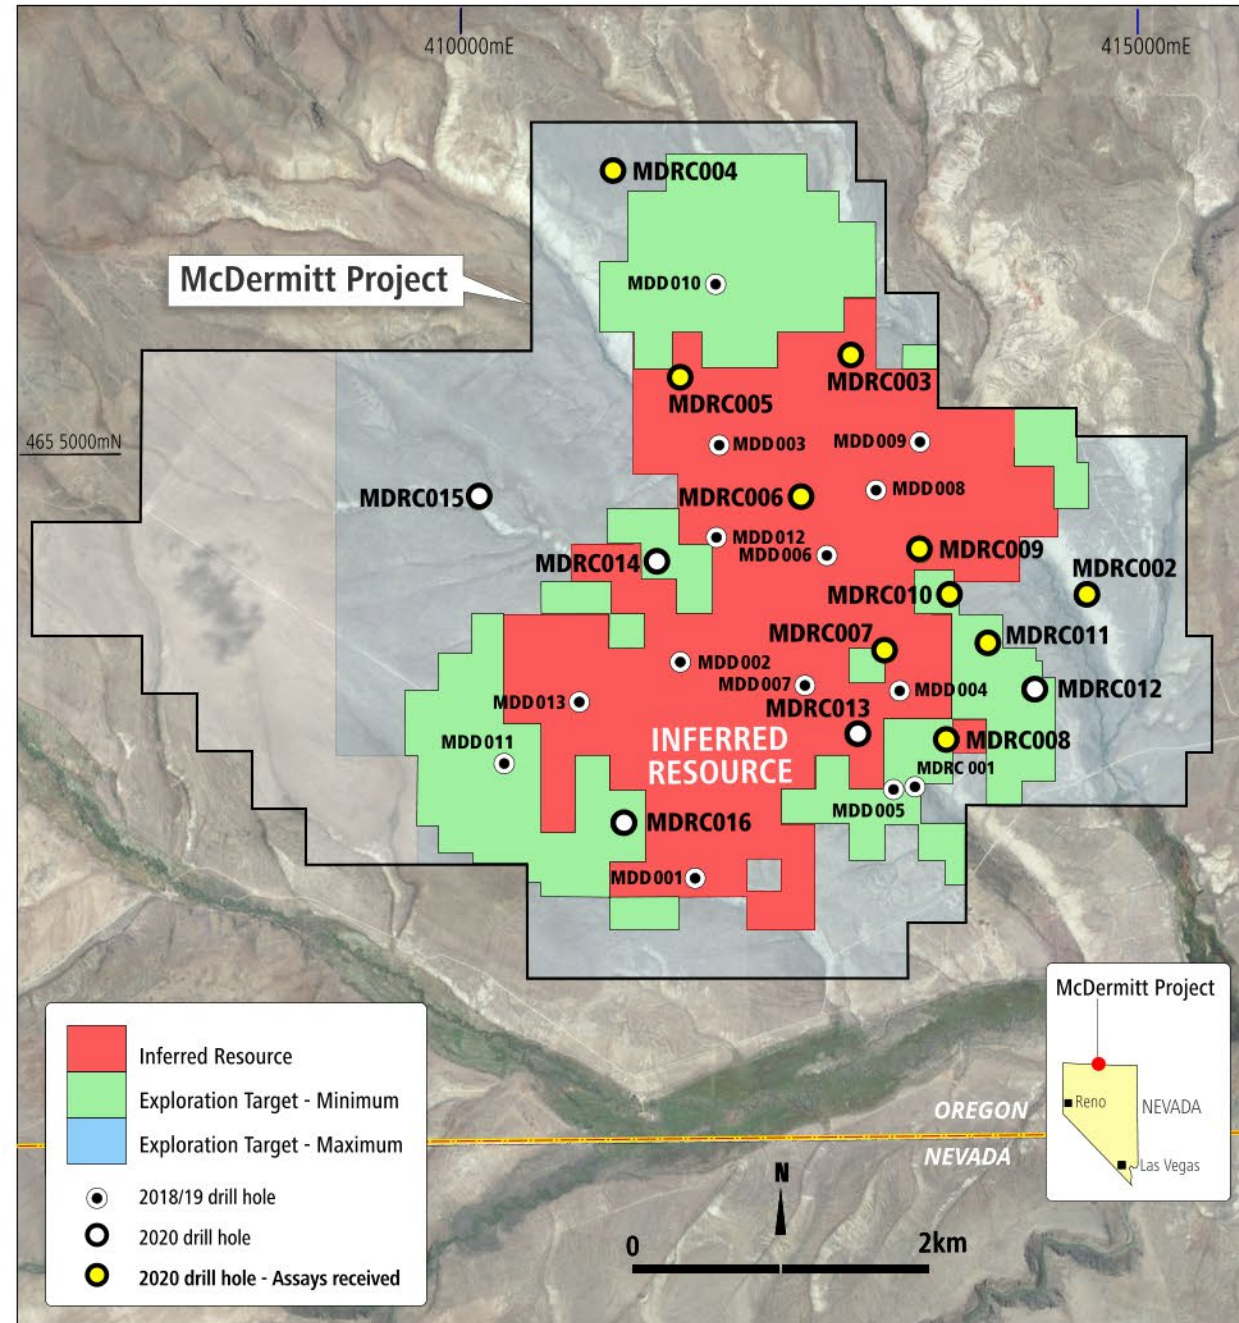 410000mE
415000mE
MDRC004
McDermitt Project
MDD010
MDRC003
MDRC005
465 5000mN
MDD003
MDD009
MDRC015
MDRC006
MDD008
MDD012
MDD006
MDRC009
MDRC014
MDRC002
MDRC010
MDRC007
MDRC011
MDD002
MDD007
MDD004
MDRC012
MDD013
MDRC013
MDD011
INFERRED
RESOURCE
MDRC008
MDRC 001
MDD005
MDRC016
MDD001
Inferred Resource
Exploration Target - Minimum
Exploration Target - Maximum
2018/19 drill hole
2020 drill hole
2020 drill hole - Assays received
OREGON
NEVADA
N
0
2km
McDermitt Project
Reno
NEVADA
Las Vegas